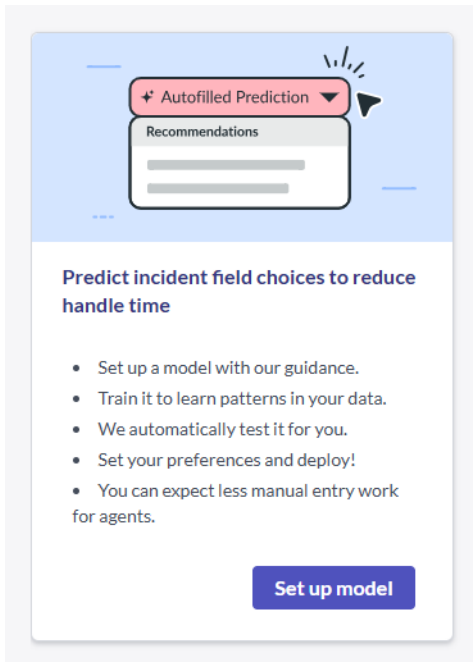 Autofilled Prediction
Recommendations
Predict incident field choices to reduce
handle time
• Set up a model with our guidance.
• Train it to learn patterns in your data.
• We automatically test it for you.
• Set your preferences and deploy!
• You can expect less manual entry work
for agents.
Set up model